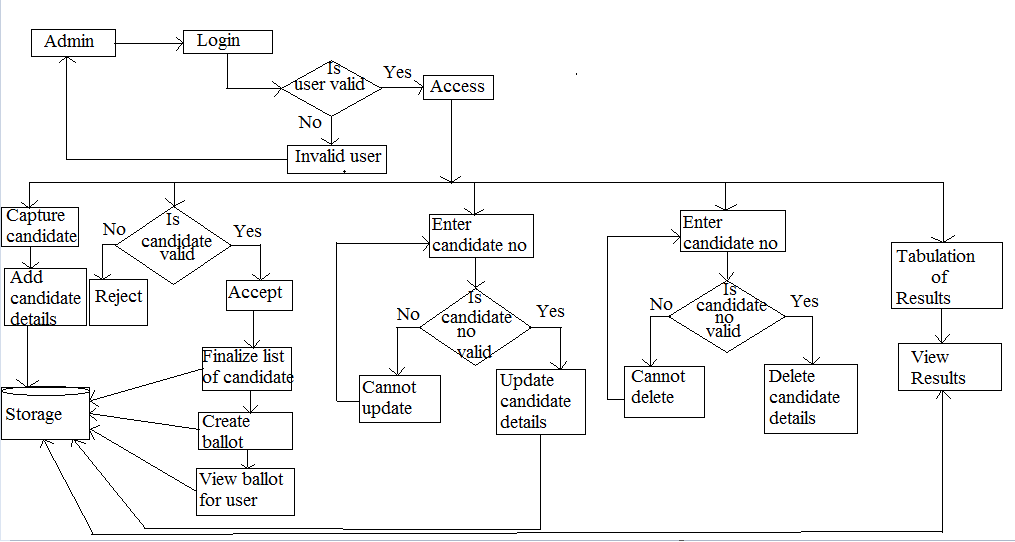 Admin
Login
Is
user valid
Yes
Access
No
Invalid user
Capture
candidate
Add
candidate
details
Storage
Is
candidate
valid
No
Yes
Reject
Accept
Finalize list
of candidate
Create
ballot
View ballot
for user
Enter
candidate no
Is
candidate
no
valid
No
Yes
Cannot
update
Update
candidate
details
Enter
candidate no
Is
candidate
no
valid
No
Yes
Cannot
delete
Delete
candidate
details
Tabulation
of
Results
View
Results